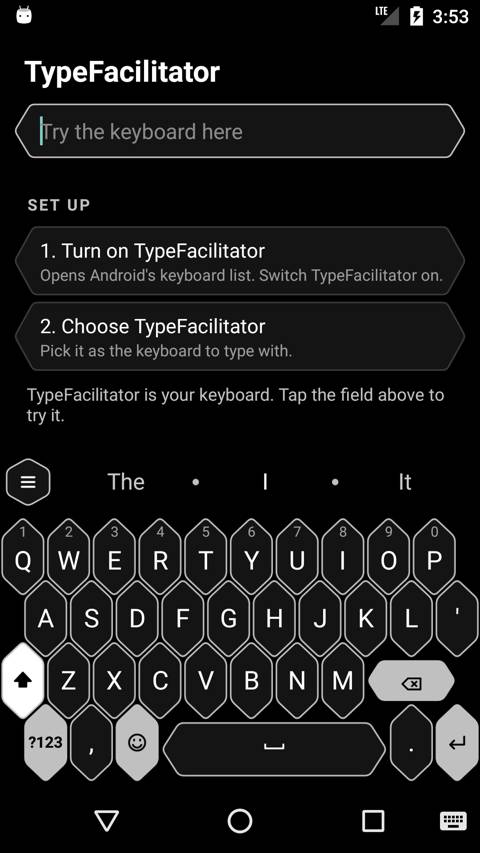 LTE 3:53
TypeFacilitator
Try the keyboard here
SET UP
1. Turn on TypeFacilitator
Opens Android's keyboard list. Switch TypeFacilitator on.
2. Choose TypeFacilitator
Pick it as the keyboard to type with.
TypeFacilitator is your keyboard. Tap the field above to
try it.
The • I • It
1 2 3 4 5 6 7 8 9 0
Q W E R T Y U I O P
A S D F G H J K L '
Z X C V B N M
?123 , .